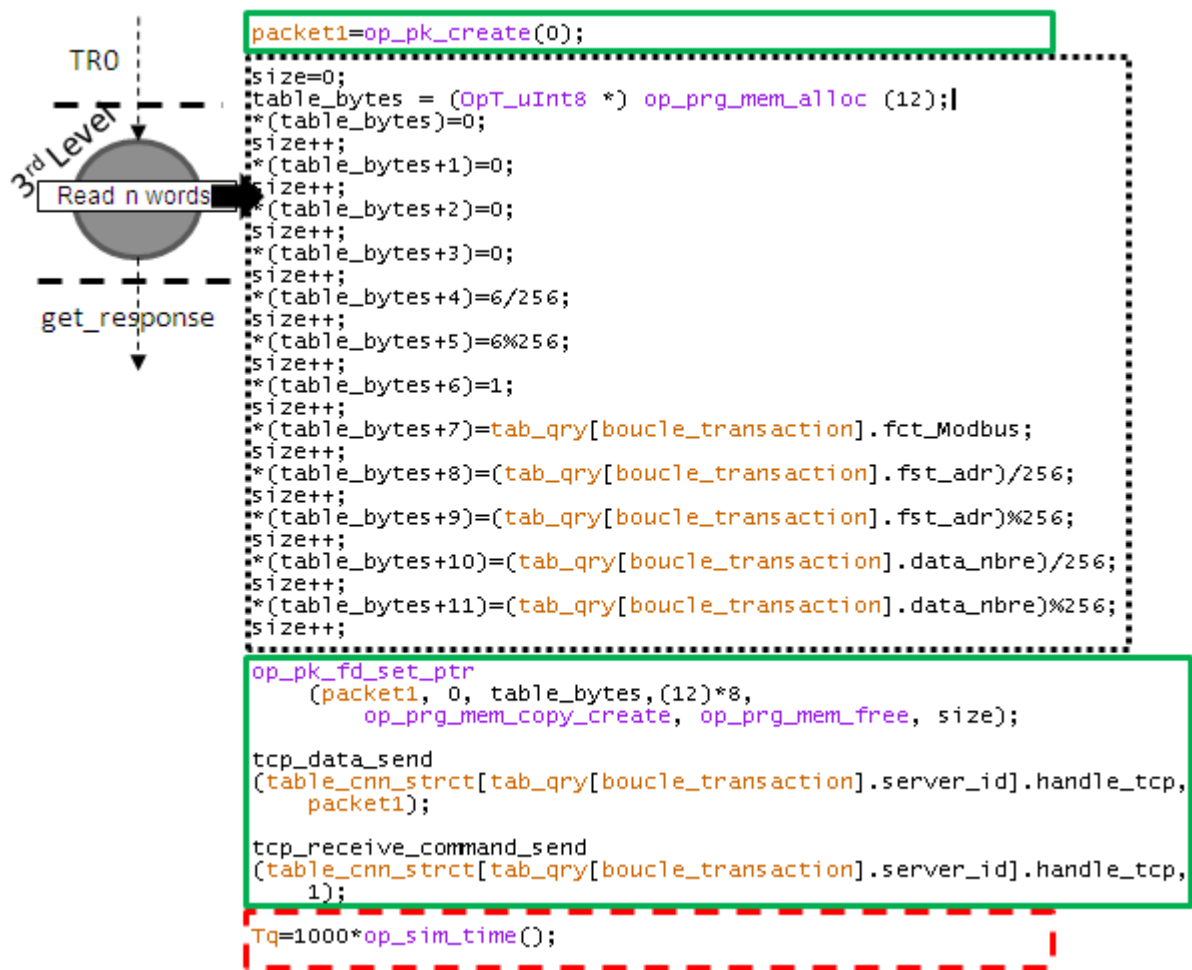 TR0
3rd Level
Read n words
get_response
packet1=op_pk_create(0);
size=0;
table_bytes = (OpT_uInt8 *) op_prg_mem_alloc (12);
*(table_bytes)=0;
size++;
*(table_bytes+1)=0;
size++;
*(table_bytes+2)=0;
size++;
*(table_bytes+3)=0;
size++;
*(table_bytes+4)=6/256;
size++;
*(table_bytes+5)=6%256;
size++;
*(table_bytes+6)=1;
size++;
*(table_bytes+7)=tab_qry[boucle_transaction].fct_Modbus;
size++;
*(table_bytes+8)=(tab_qry[boucle_transaction].fst_adr)/256;
size++;
*(table_bytes+9)=(tab_qry[boucle_transaction].fst_adr)%256;
size++;
*(table_bytes+10)=(tab_qry[boucle_transaction].data_nbre)/256;
size++;
*(table_bytes+11)=(tab_qry[boucle_transaction].data_nbre)%256;
size++;
op_pk_fd_set_ptr
(packet1, 0, table_bytes,(12)*8,
op_prg_mem_copy_create, op_prg_mem_free, size);
tcp_data_send
(table_cnn_strct[tab_qry[boucle_transaction].server_id].handle_tcp,
packet1);
tcp_receive_command_send
(table_cnn_strct[tab_qry[boucle_transaction].server_id].handle_tcp,
1);
Tq=1000*op_sim_time();